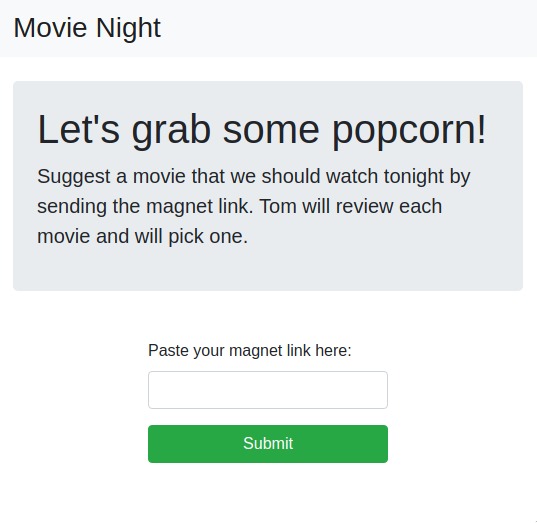 Movie Night
Let's grab some popcorn!
Suggest a movie that we should watch tonight by
sending the magnet link. Tom will review each
movie and will pick one.
Paste your magnet link here:
Submit